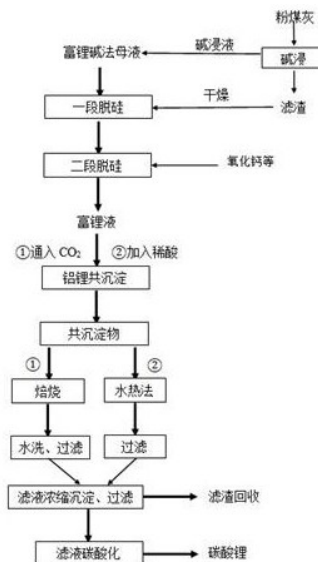 粉煤灰
富锂碱法母液
碱浸液
碱浸
一段脱硅
干燥
滤渣
二段脱硅
氧化钙等
富锂液
①通入 CO₂
②加入稀酸
铝锂共沉淀
共沉淀物
①
②
焙烧
水热法
水洗、过滤
过滤
滤液浓缩沉淀、过滤
滤渣回收
滤液碳酸化
碳酸锂